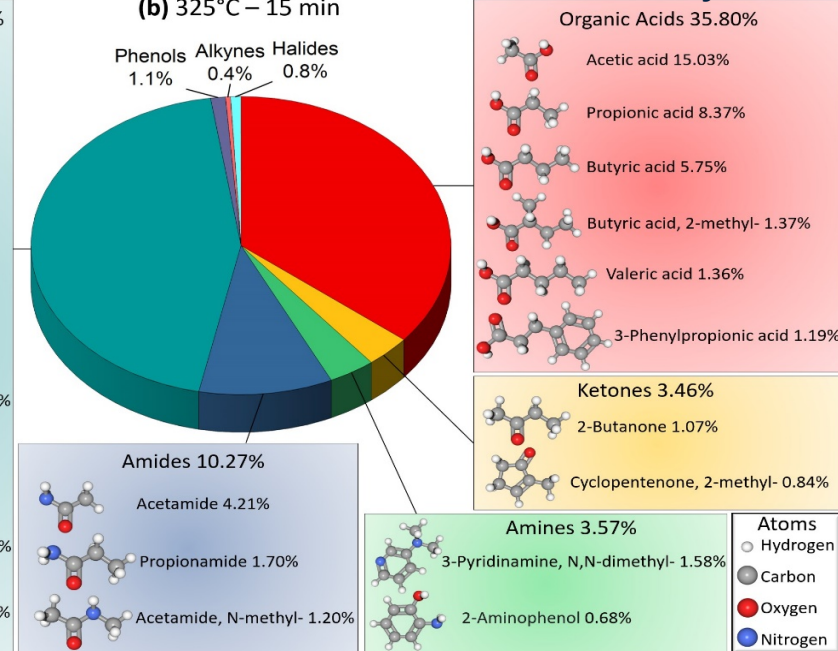 (b) 325°C – 15 min
Phenols
1.1%
Alkynes
0.4%
Halides
0.8%
Organic Acids 35.80%
Acetic acid 15.03%
Propionic acid 8.37%
Butyric acid 5.75%
Butyric acid, 2-methyl- 1.37%
Valeric acid 1.36%
3-Phenylpropionic acid 1.19%
Ketones 3.46%
2-Butanone 1.07%
Cyclopentenone, 2-methyl- 0.84%
Amides 10.27%
Acetamide 4.21%
Propionamide 1.70%
Acetamide, N-methyl- 1.20%
Amines 3.57%
3-Pyridinamine, N,N-dimethyl- 1.58%
2-Aminophenol 0.68%
Atoms
Hydrogen
Carbon
Oxygen
Nitrogen